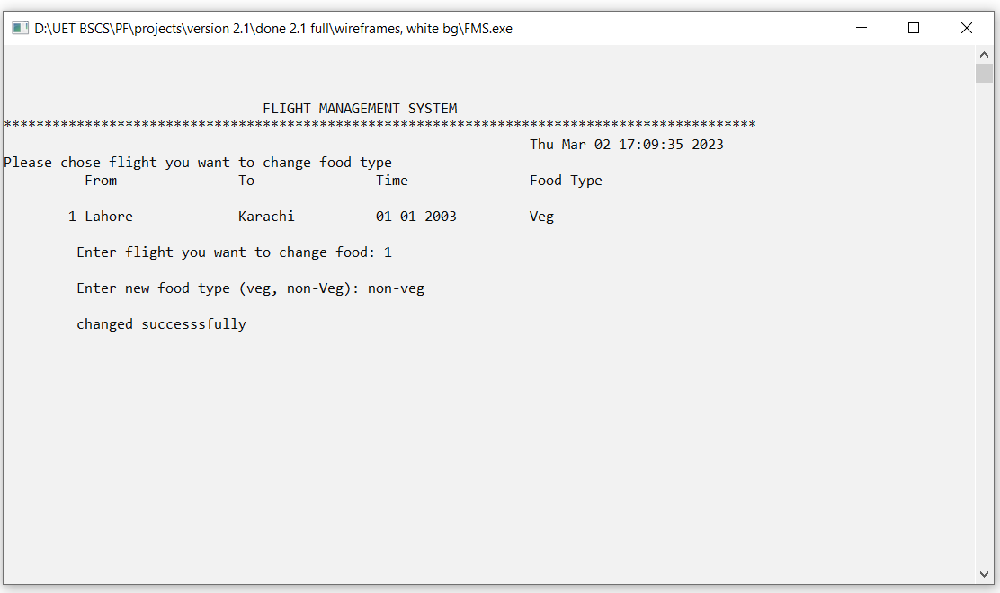 D:\UET BSCS\PF\projects\version 2.1\done 2.1 full\wireframes, white bg\FMS.exe
FLIGHT MANAGEMENT SYSTEM
*********************************************************************************************
Thu Mar 02 17:09:35 2023
Please chose flight you want to change food type
From To Time Food Type
1 Lahore Karachi 01-01-2003 Veg
Enter flight you want to change food: 1
Enter new food type (veg, non-Veg): non-veg
changed successsfully